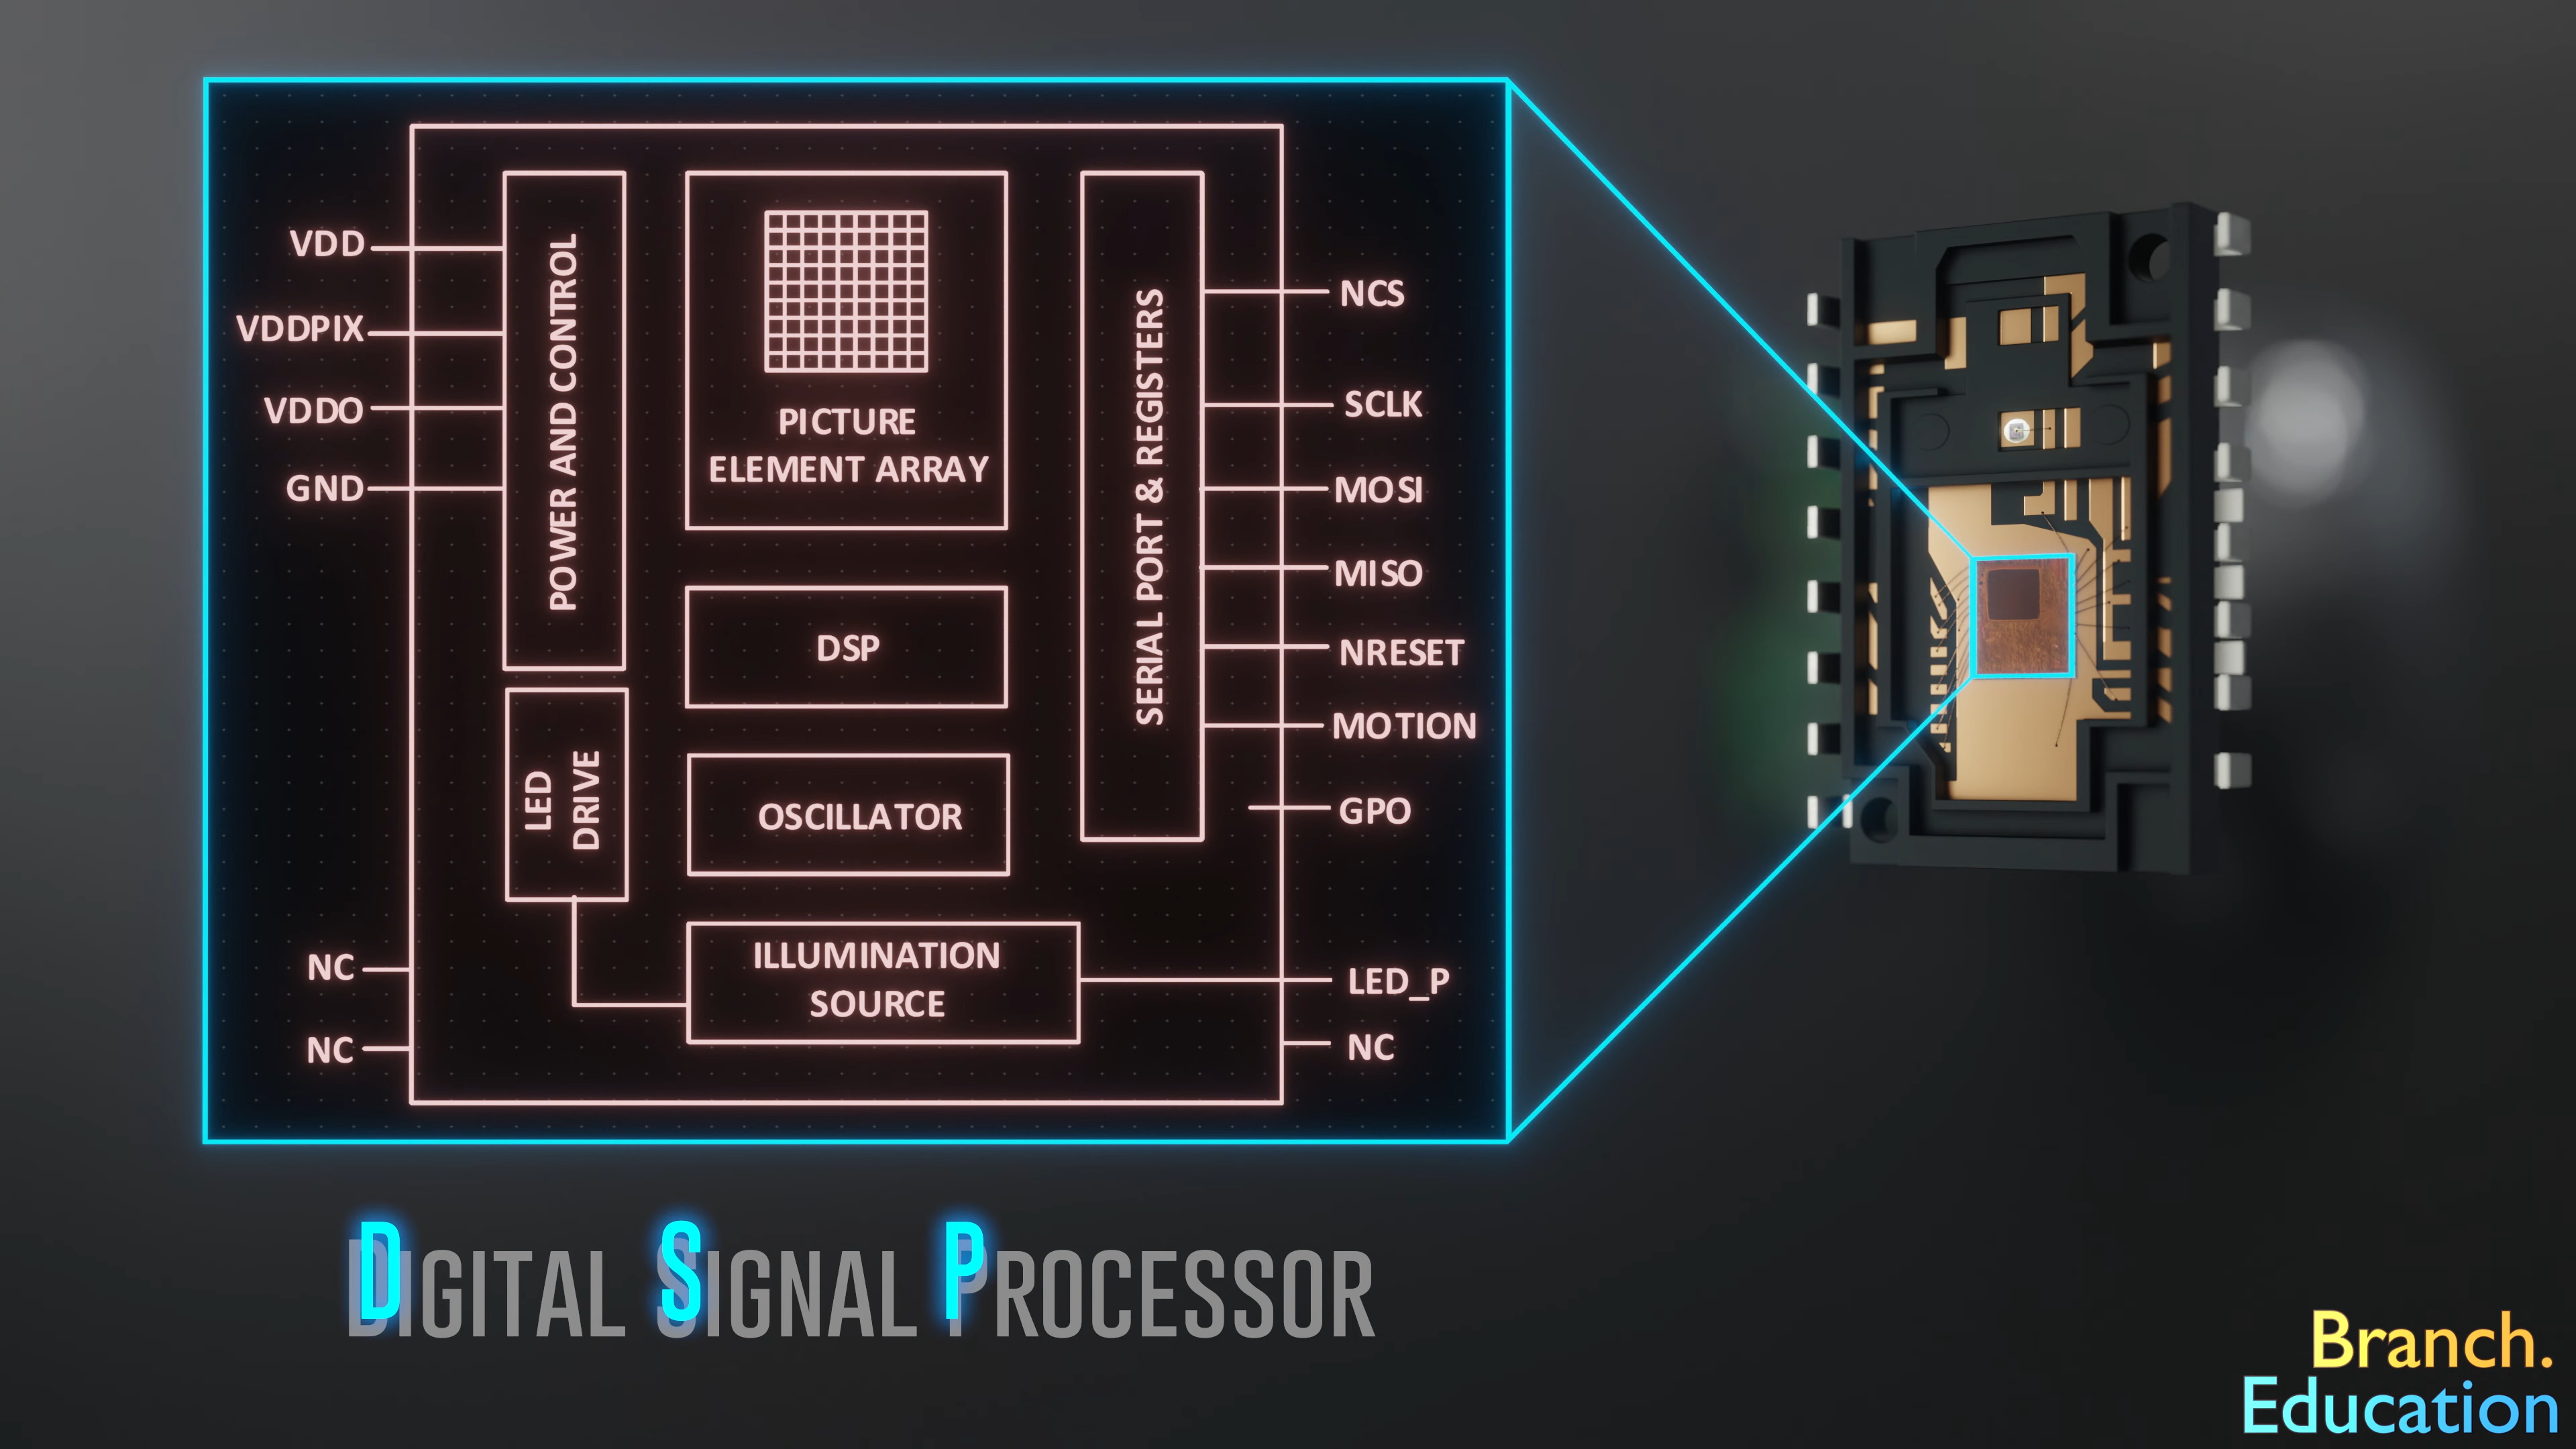 VDD
VDDPIX
VDDO
GND
NC
NC
POWER AND CONTROL
LED
DRIVE
PICTURE
ELEMENT ARRAY
DSP
OSCILLATOR
ILLUMINATION
SOURCE
SERIAL PORT & REGISTERS
NCS
SCLK
MOSI
MISO
NRESET
MOTION
GPO
LED_P
NC
DIGITAL SIGNAL PROCESSOR
Branch.
Education